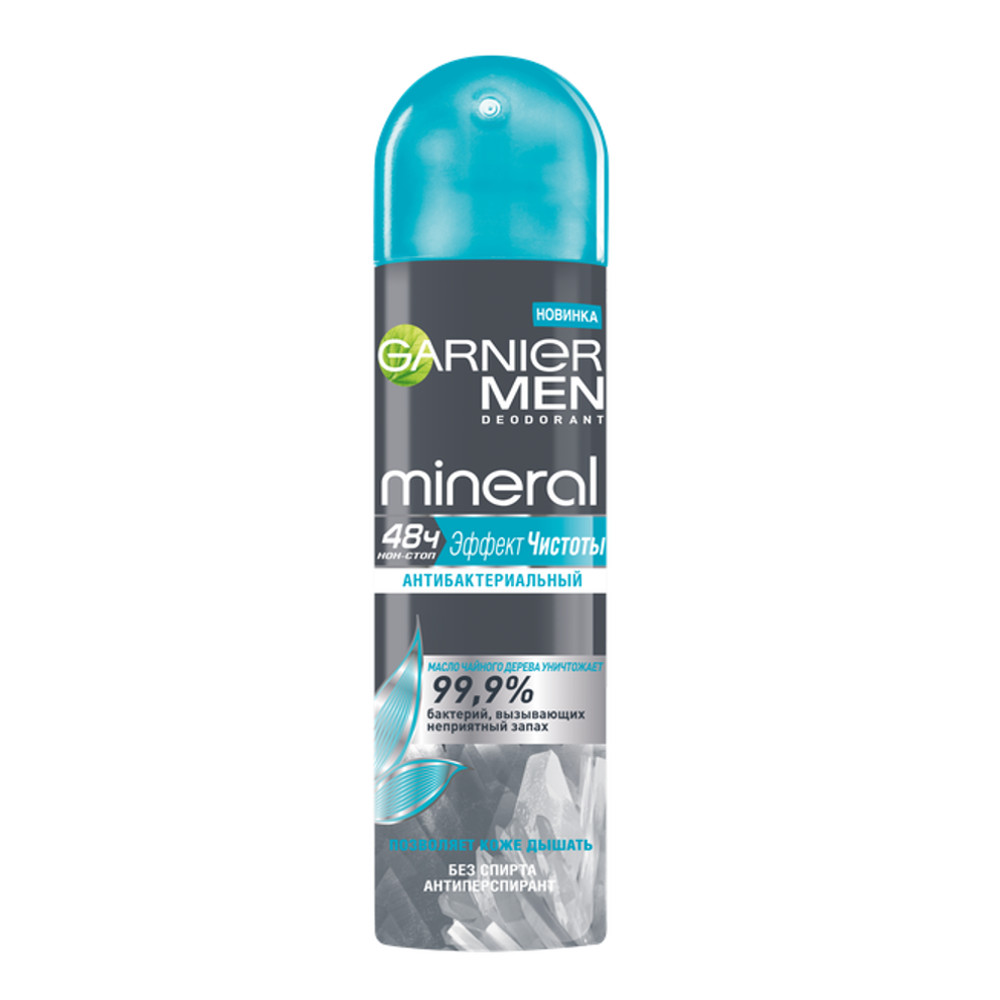 НОВИНКА
GARNIER
MEN
DEODORANT
mineral
48ч
НОН-СТОП
Эффект Чистоты
АНТИБАКТЕРИАЛЬНЫЙ
МАСЛО ЧАЙНОГО ДЕРЕВА УНИЧТОЖАЕТ
99,9%
бактерий, вызывающих
неприятный запах
ПОЗВОЛЯЕТ КОЖЕ ДЫШАТЬ
БЕЗ СПИРТА
АНТИПЕРСПИРАНТ